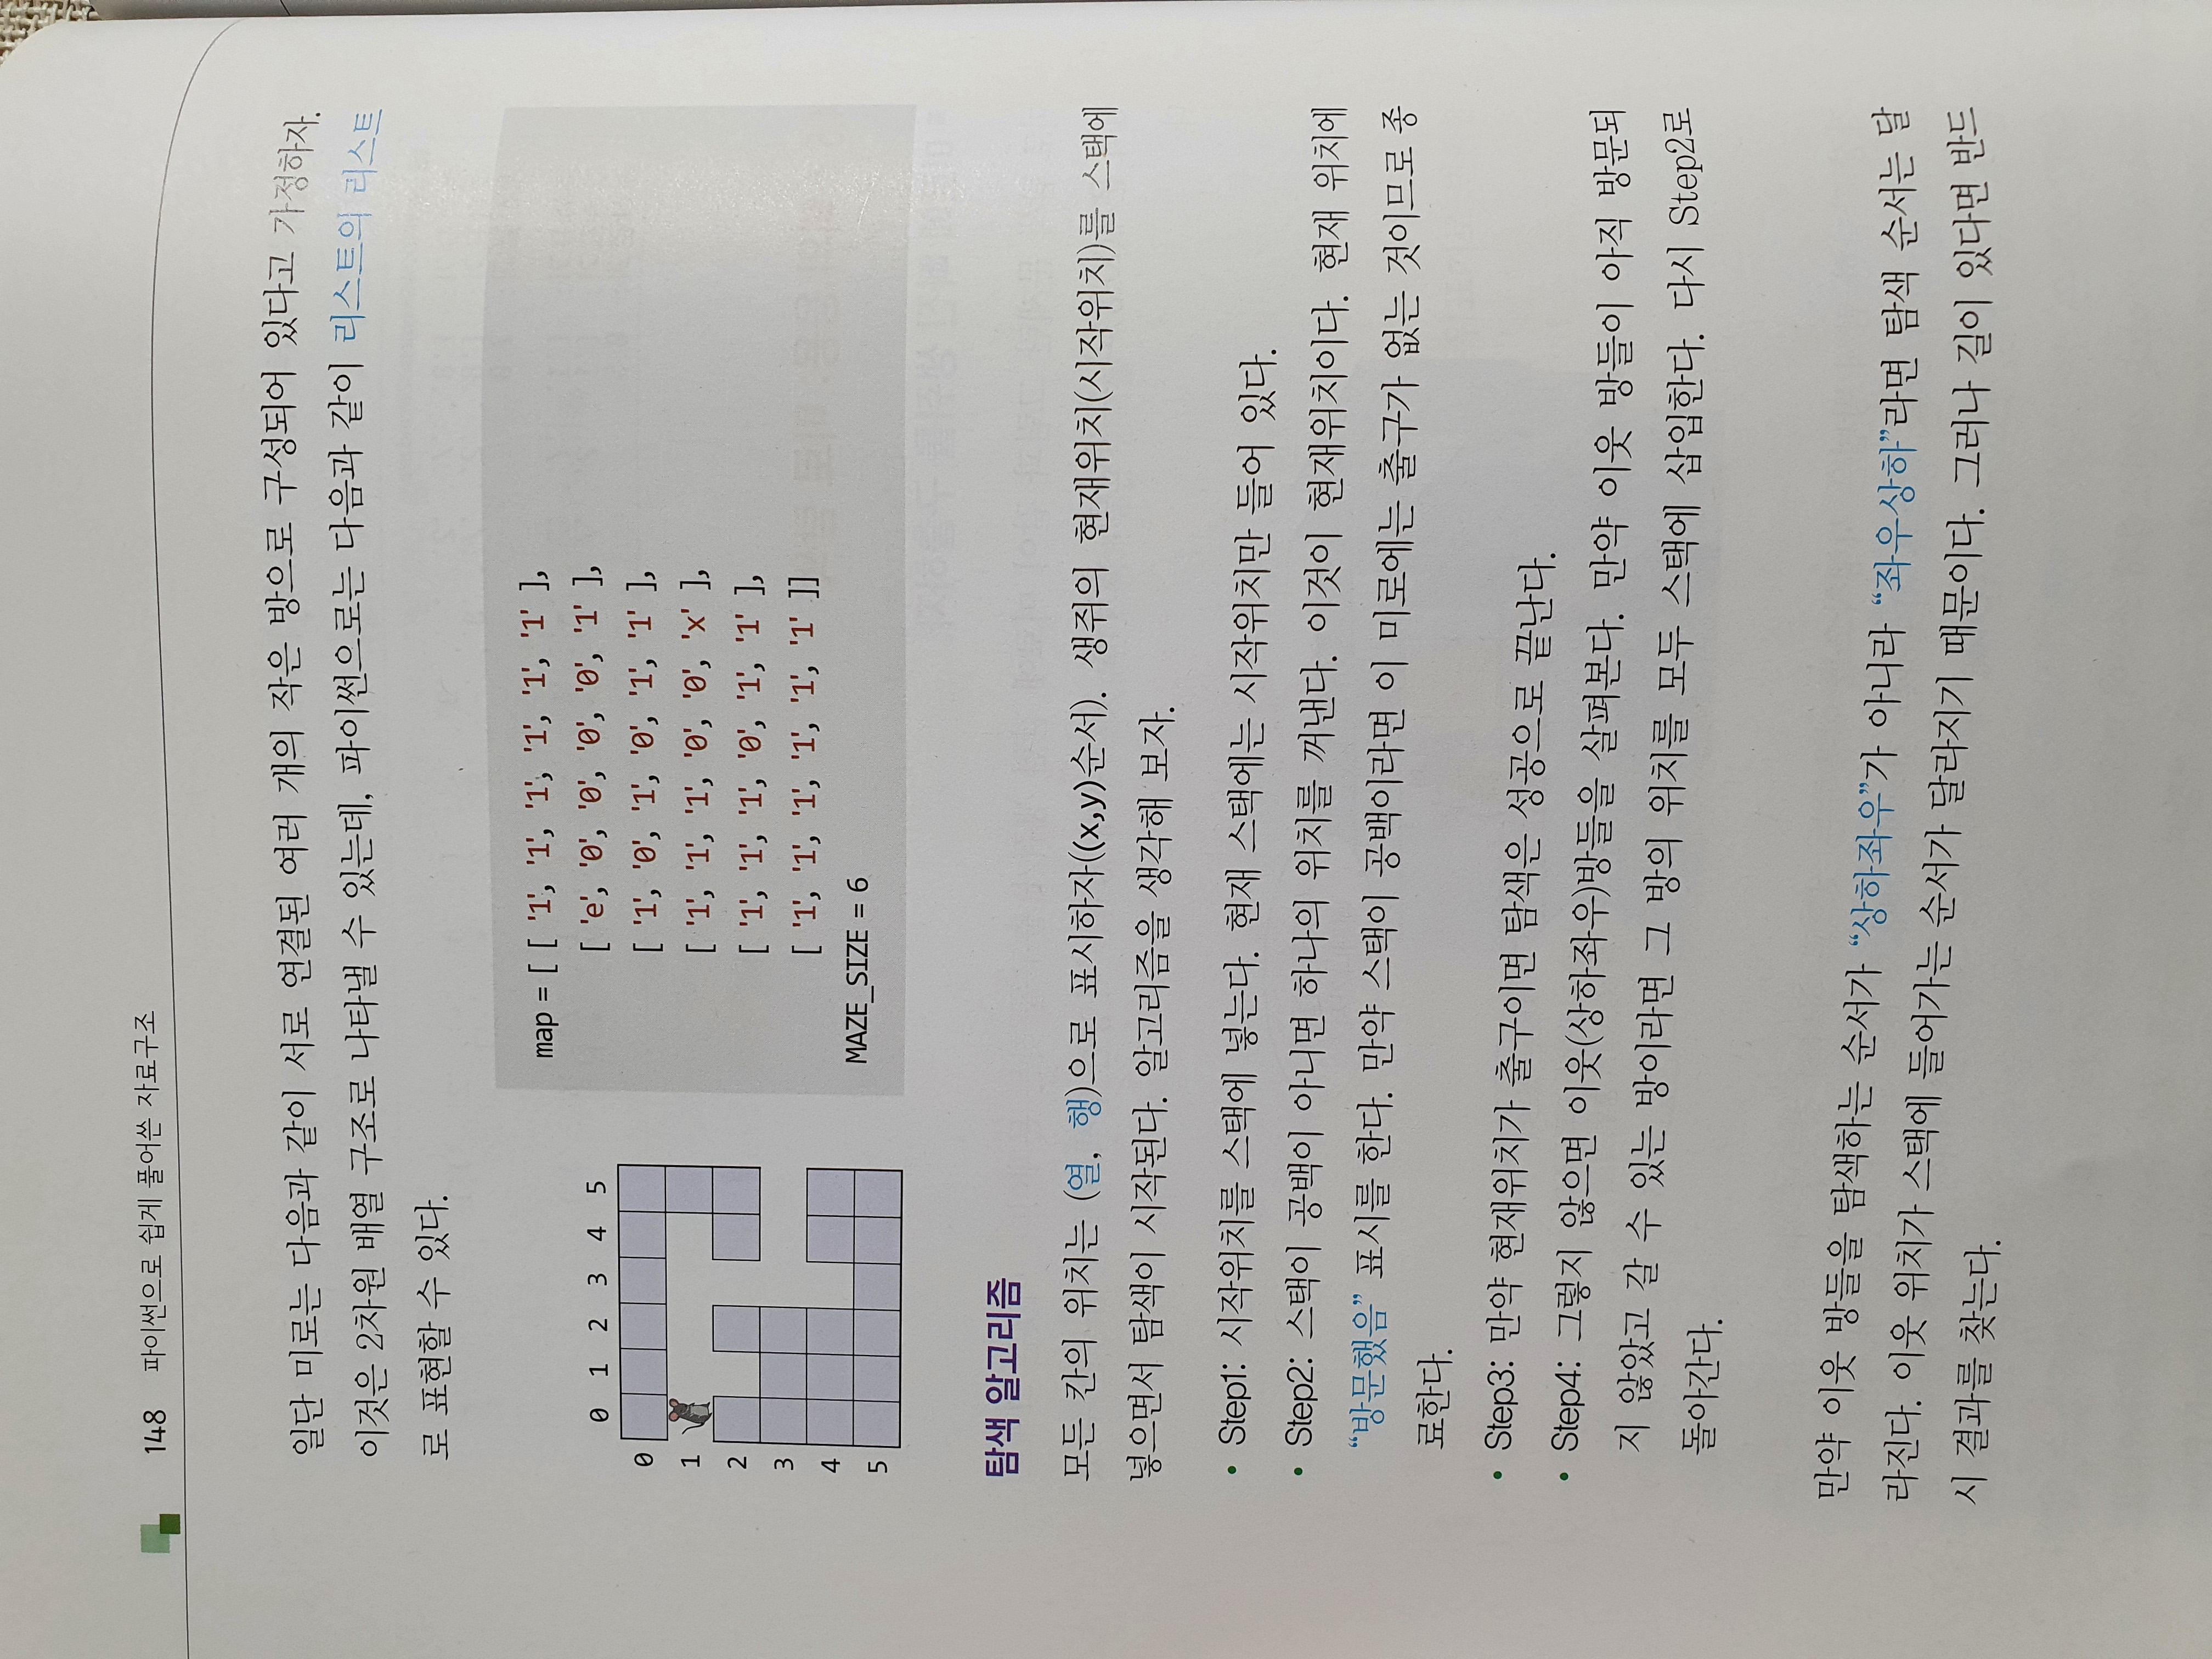 148 파이썬으로 쉽게 풀어쓴 자료구조
일단 미로는 다음과 같이 서로 연결된 여러 개의 작은 방으로 구성되어 있다고 가정하자.
이것은 2차원 배열 구조로 나타낼 수 있는데, 파이썬으로는 다음과 같이 리스트의 리스트
로 표현할 수 있다.
0 1 2 3 4 5
0
1
2
3
4
5
map = [ [ '1', '1', '1', '1', '1', '1' ],
[ 'e', '0', '0', '0', '0', '1' ],
[ '1', '0', '1', '0', '1', '1' ],
[ '1', '1', '1', '0', '0', 'x' ],
[ '1', '1', '1', '0', '1', '1' ],
[ '1', '1', '1', '1', '1', '1' ]]
MAZE_SIZE = 6
탐색 알고리즘
모든 칸의 위치는 (열, 행)으로 표시하자((x,y)순서). 생쥐의 현재위치(시작위치)를 스택에
넣으면서 탐색이 시작된다. 알고리즘을 생각해 보자.
• Step1: 시작위치를 스택에 넣는다. 현재 스택에는 시작위치만 들어 있다.
• Step2: 스택이 공백이 아니면 하나의 위치를 꺼낸다. 이것이 현재위치이다. 현재 위치에
“방문했음” 표시를 한다. 만약 스택이 공백이라면 이 미로에는 출구가 없는 것이므로 종
료한다.
• Step3: 만약 현재위치가 출구이면 탐색은 성공으로 끝난다.
• Step4: 그렇지 않으면 이웃(상하좌우)방들을 살펴본다. 만약 이웃 방들이 아직 방문되
지 않았고 갈 수 있는 방이라면 그 방의 위치를 모두 스택에 삽입한다. 다시 Step2로
돌아간다.
만약 이웃 방들을 탐색하는 순서가 “상하좌우”가 아니라 “좌우상하”라면 탐색 순서는 달
라진다. 이웃 위치가 스택에 들어가는 순서가 달라지기 때문이다. 그러나 길이 있다면 반드
시 결과를 찾는다.